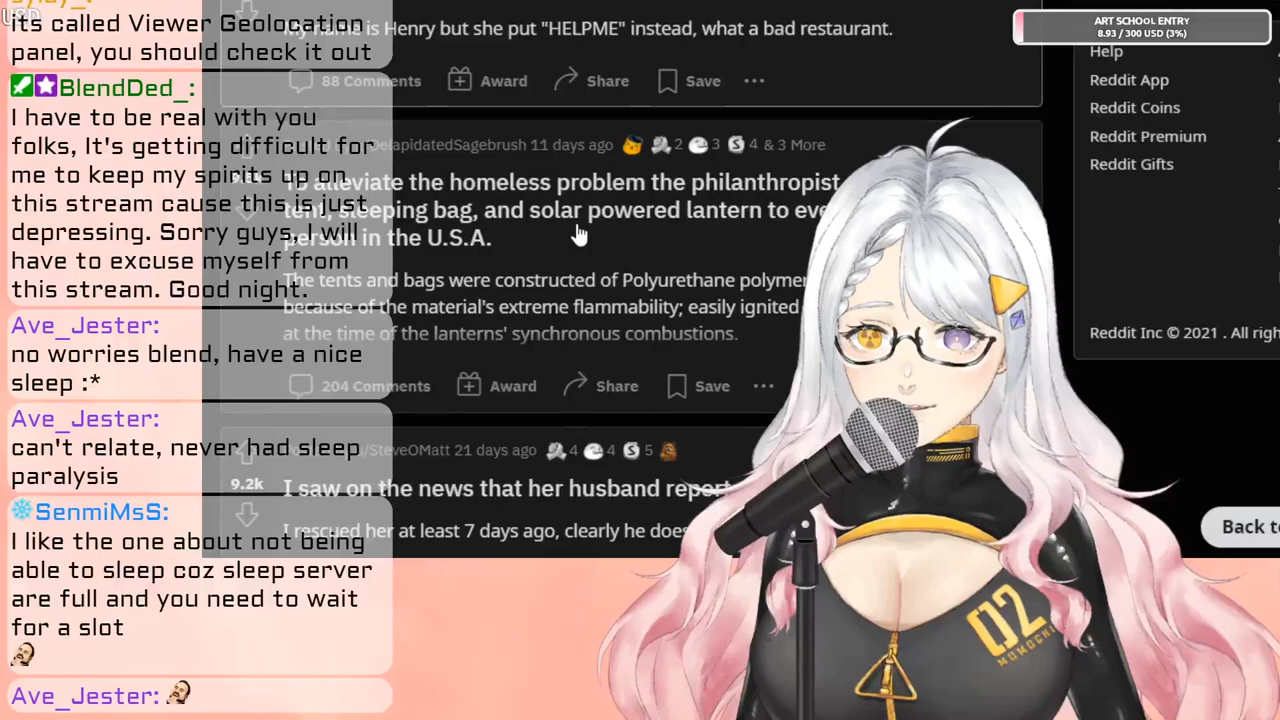 USD
its called Viewer Geolocation
panel, you should check it out
BlendDed_:
I have to be real with you
folks, It's getting difficult for
me to keep my spirits up on
this stream cause this is just
depressing. Sorry guys, I will
have to excuse myself from
this stream. Good night.
Ave_Jester:
no worries blend, have a nice
sleep :*
Ave_Jester:
can't relate, never had sleep
paralysis
SenmiMsS:
I like the one about not being
able to sleep coz sleep server
are full and you need to wait
for a slot
Ave_Jester:
My name is Henry but she put "HELPME" instead, what a bad restaurant.
88 Comments Award Share Save
DelapidatedSagebrush 11 days ago 2 3 4 & 3 More
To alleviate the homeless problem the philanthropist
tent, sleeping bag, and solar powered lantern to
person in the U.S.A.
The tents and bags were constructed of Polyurethane
because of the material's extreme flammability; easily ignited
at the time of the lanterns' synchronous combustions.
204 Comments Award Share Save
/SteveOMatt 21 days ago 4 4 5
9.2k
I saw on the news that her husband
I rescued her at least 7 days ago, clearly he
ART SCHOOL ENTRY
8.93 / 300 USD (3%)
Help
Reddit App
Reddit Coins
Reddit Premium
Reddit Gifts
Reddit Inc © 2021 . All
Back
02
MOMOCHI